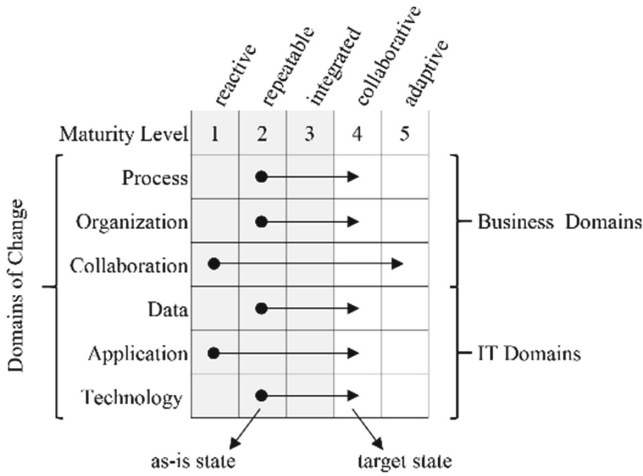 reactive
repeatable
integrated
collaborative
adaptive
Maturity Level 1 2 3 4 5
Process
Organization
Collaboration
Data
Application
Technology
Domains of Change
Business Domains
IT Domains
as-is state
target state